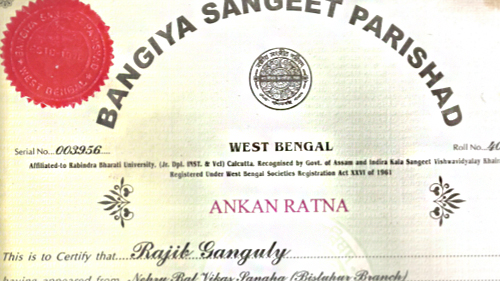 BANGIYA SANGEET PARISHAD
WEST BENGAL
Serial No... 003956.... Roll No..40
Affiliated-to Rabindra Bharati University, (Jr. Dpl, INST. & Vcl) Calcutta, Recognised by Govt. of Assam and Indira Kala Sangeet Vishwavidyalay Khair
Registered Under West Bengal Societies Registration Act XXVI of 1961
ANKAN RATNA
This is to Certify that....Rajik Ganguly
having appeared from Nehru Bal Vikas Sangha (Bistupur Branch)